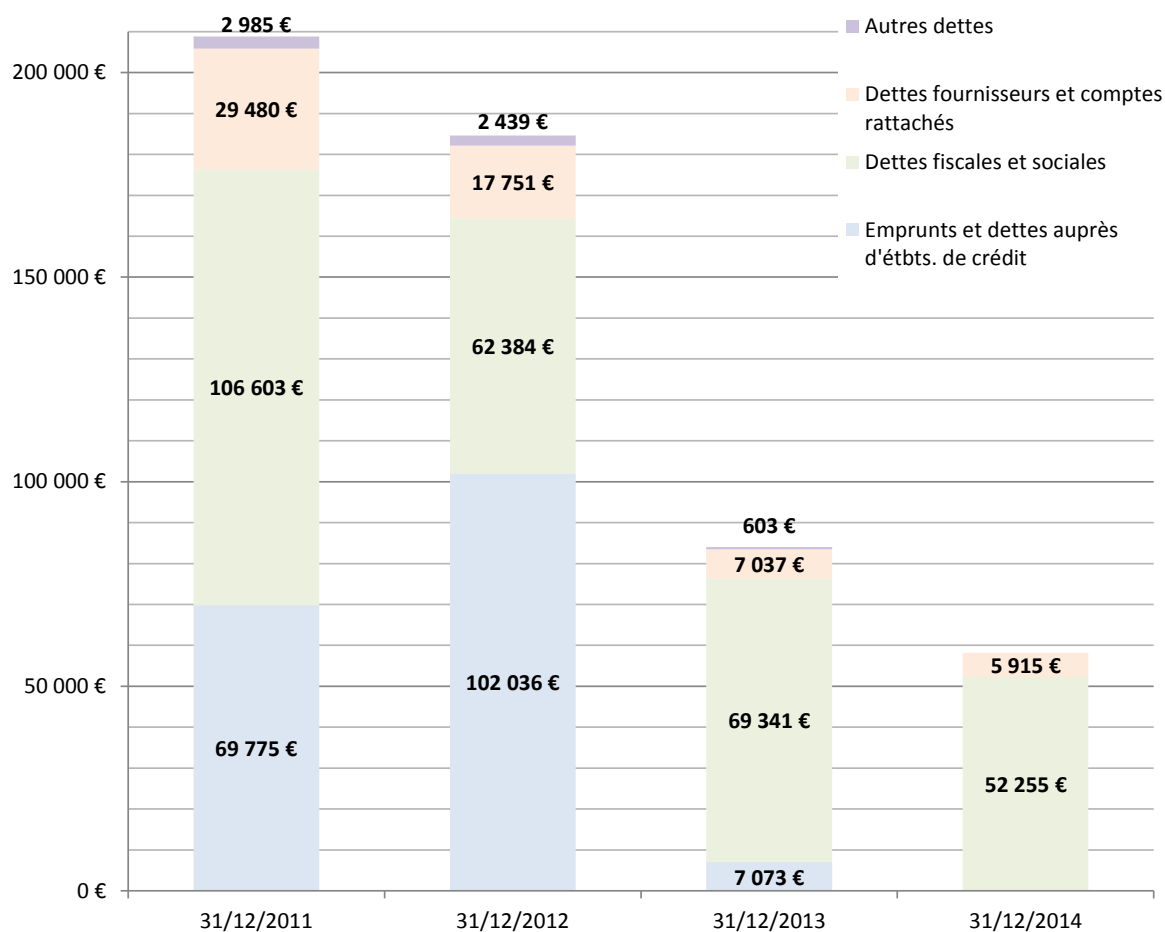 2 985 €
Autres dettes
200 000 €
Dettes fournisseurs et comptes
rattachés
29 480 €
2 439 €
Dettes fiscales et sociales
17 751 €
Emprunts et dettes auprès
d'étbts. de crédit
150 000 €
62 384 €
106 603 €
100 000 €
603 €
7 037 €
50 000 €
102 036 €
5 915 €
69 341 €
69 775 €
52 255 €
0 €
7 073 €
31/12/2011
31/12/2012
31/12/2013
31/12/2014